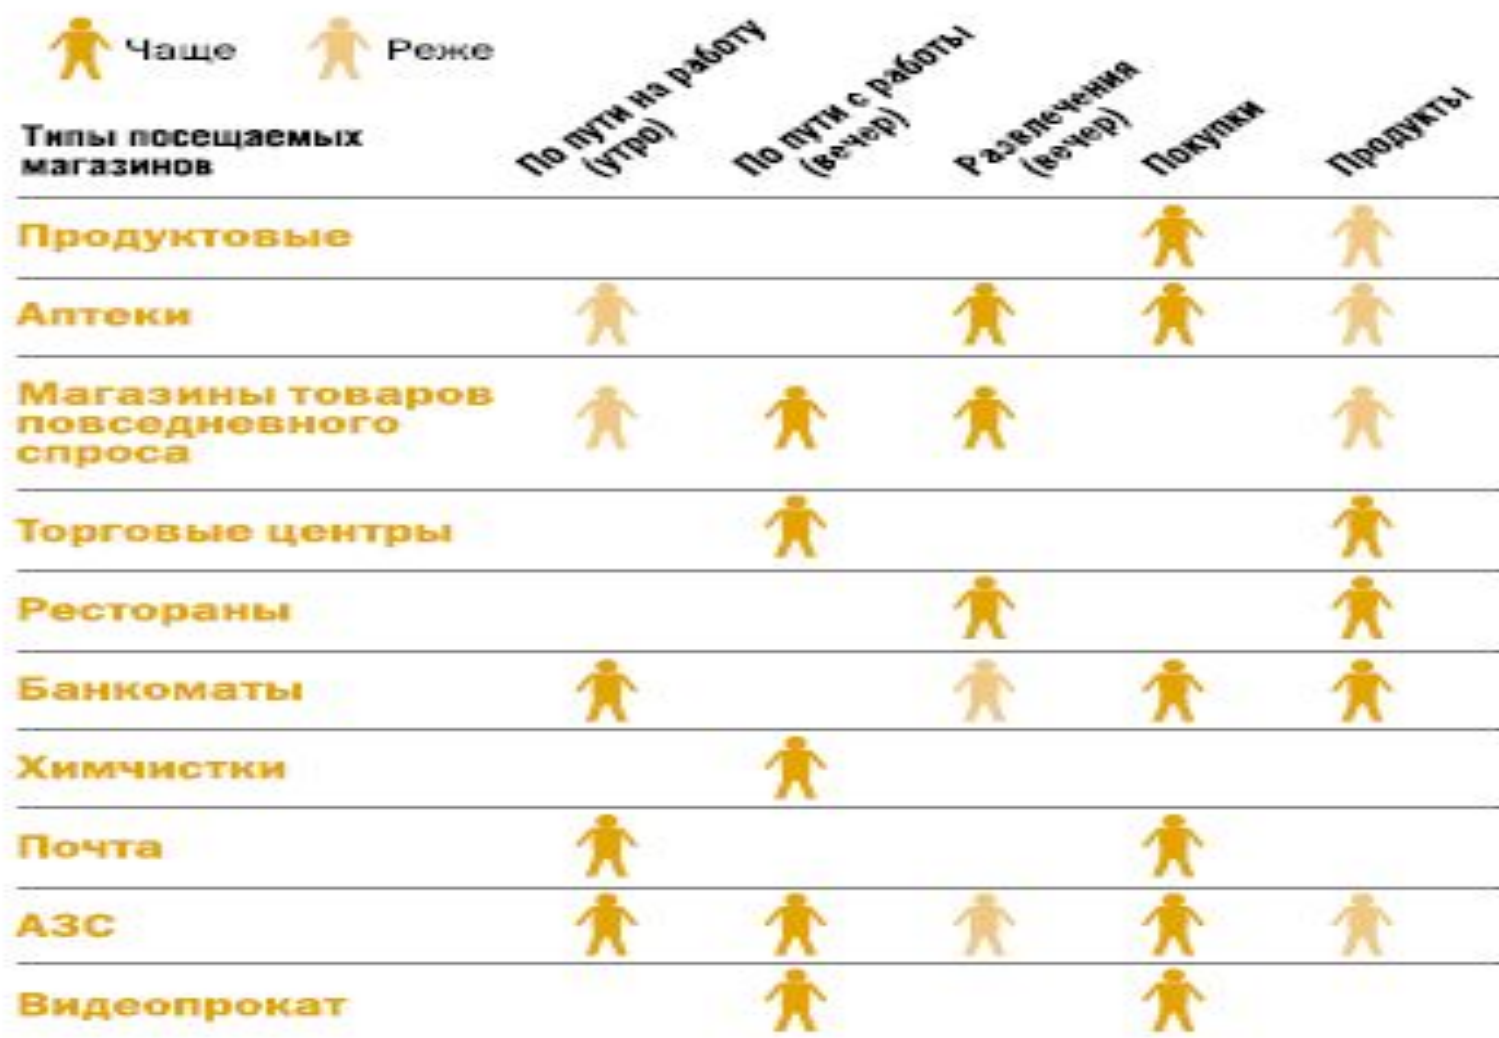 Чаще
Реже
По пути на работу
(утро)
По пути с работы
(вечер)
Развлечения
(вечер)
Покупки
Продукты
Типы посещаемых
магазинов
Продуктовые
Аптеки
Магазины товаров
повседневного
спроса
Торговые центры
Рестораны
Банкоматы
Химчистки
Почта
АЗС
Видеопрокат